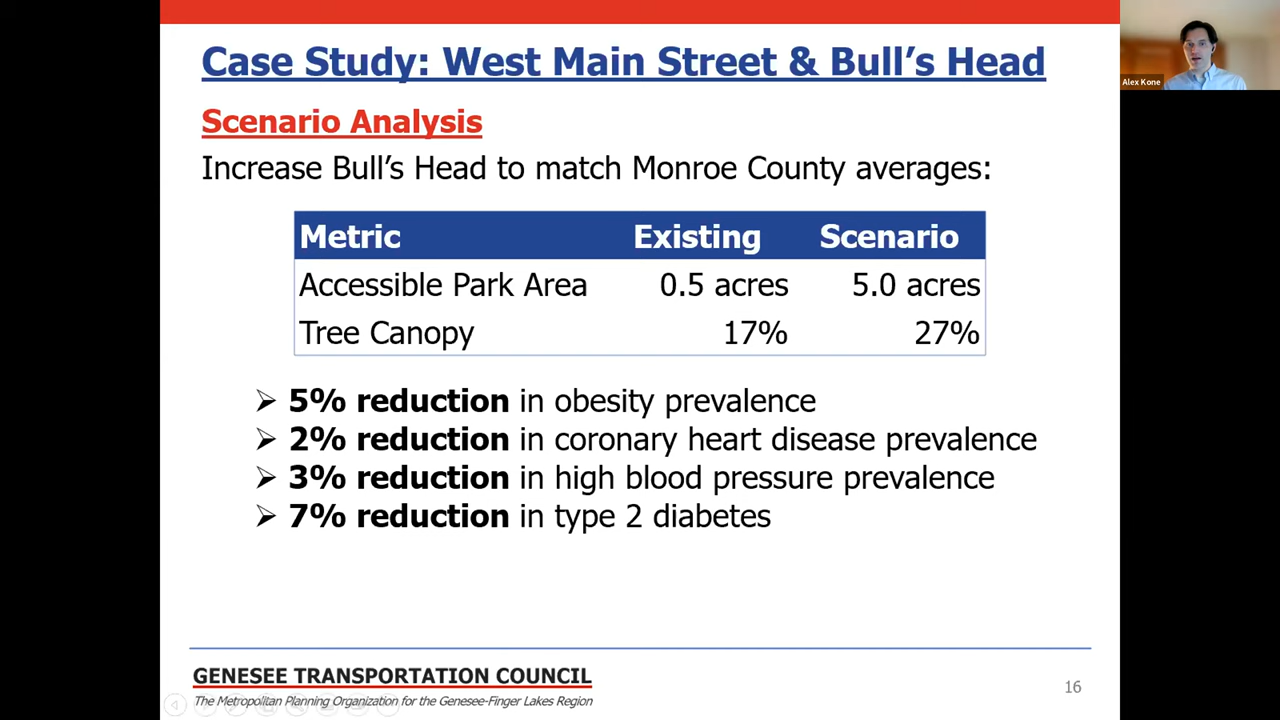 Case Study: West Main Street & Bull's Head
Alex Kone
Scenario Analysis
Increase Bull's Head to match Monroe County averages:
Metric Existing Scenario
Accessible Park Area 0.5 acres 5.0 acres
Tree Canopy 17% 27%
➢ 5% reduction in obesity prevalence
➢ 2% reduction in coronary heart disease prevalence
➢ 3% reduction in high blood pressure prevalence
➢ 7% reduction in type 2 diabetes
GENESEE TRANSPORTATION COUNCIL
The Metropolitan Planning Organization for the Genesee-Finger Lakes Region
16